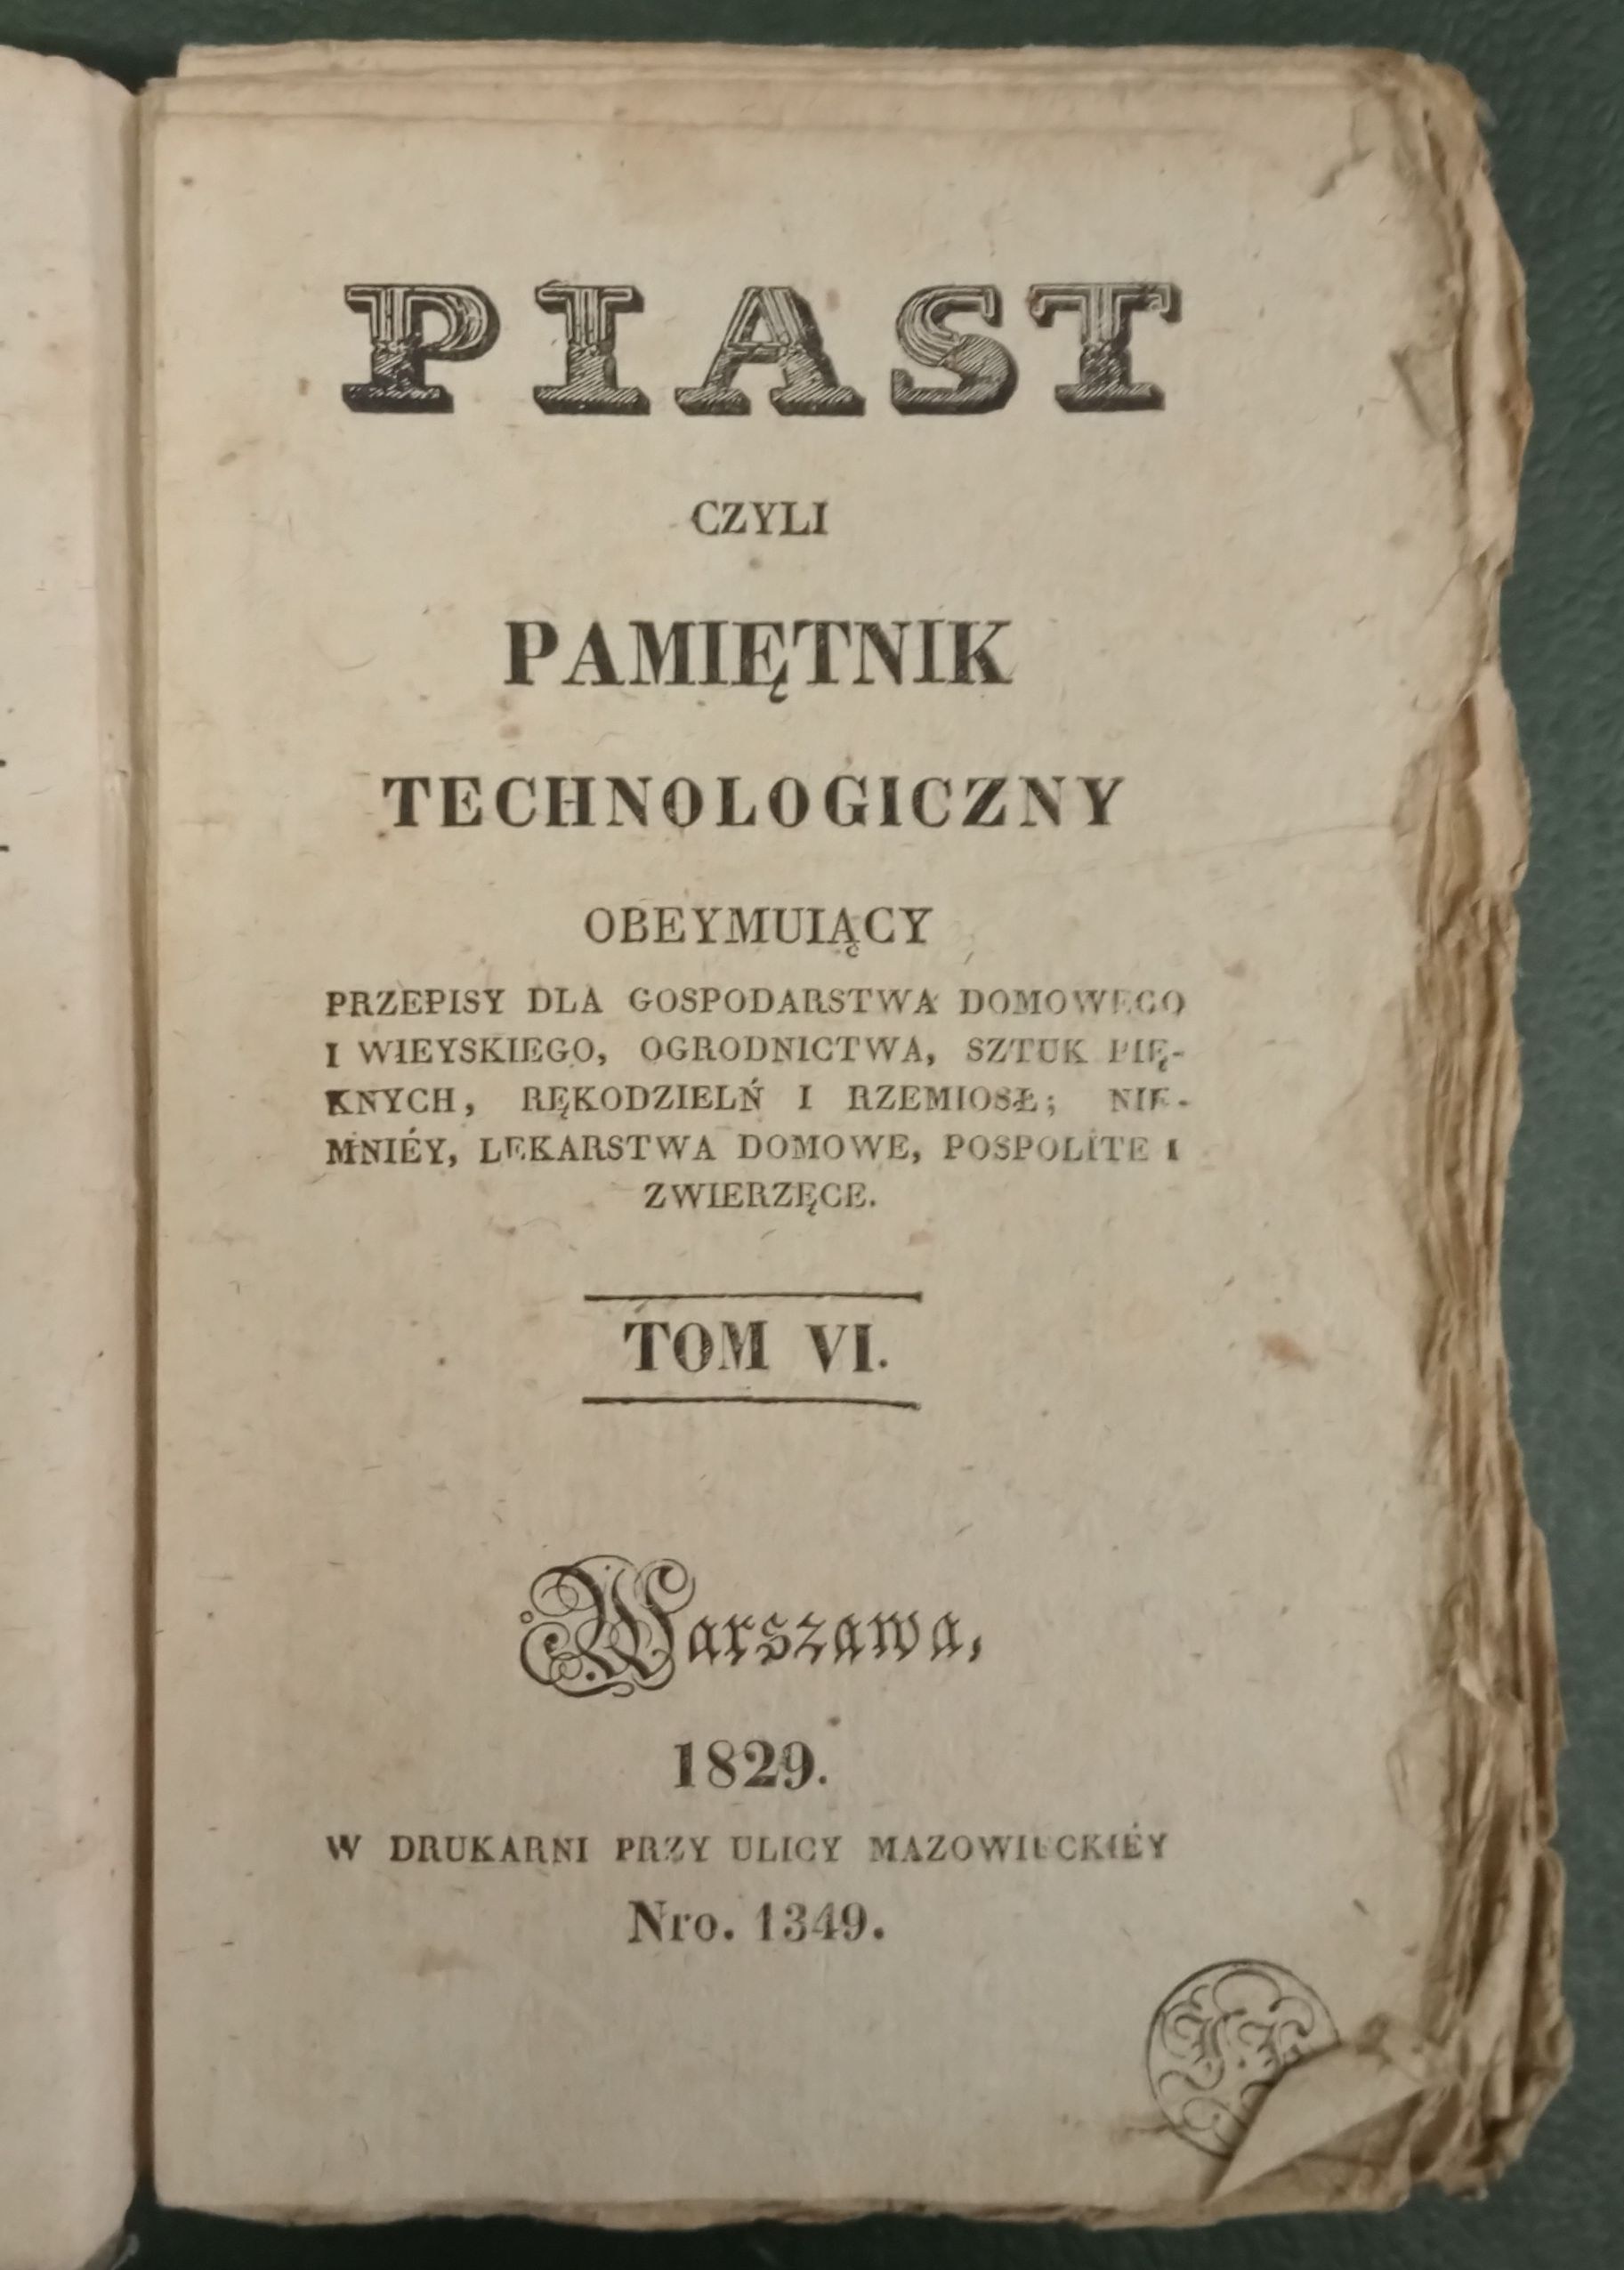 PIAST
CZYLI
PAMIĘTNIK
TECHNOLOGICZNY
OBEYMUIĄCY
PRZEPISY DLA GOSPODARSTWA DOMOWEGO
I WIEYSKIEGO, OGRODNICTWA, SZTUK PIĘ-
KNYCH, RĘKODZIELŃ I RZEMIOSŁ; NIE-
MNIÉY, LEKARSTWA DOMOWE, POSPOLITE I
ZWIERZĘCE.
TOM VI.
Warszawa,
1829.
W DRUKARNI PRZY ULICY MAZOWIECKIÉY
Nro. 1349.